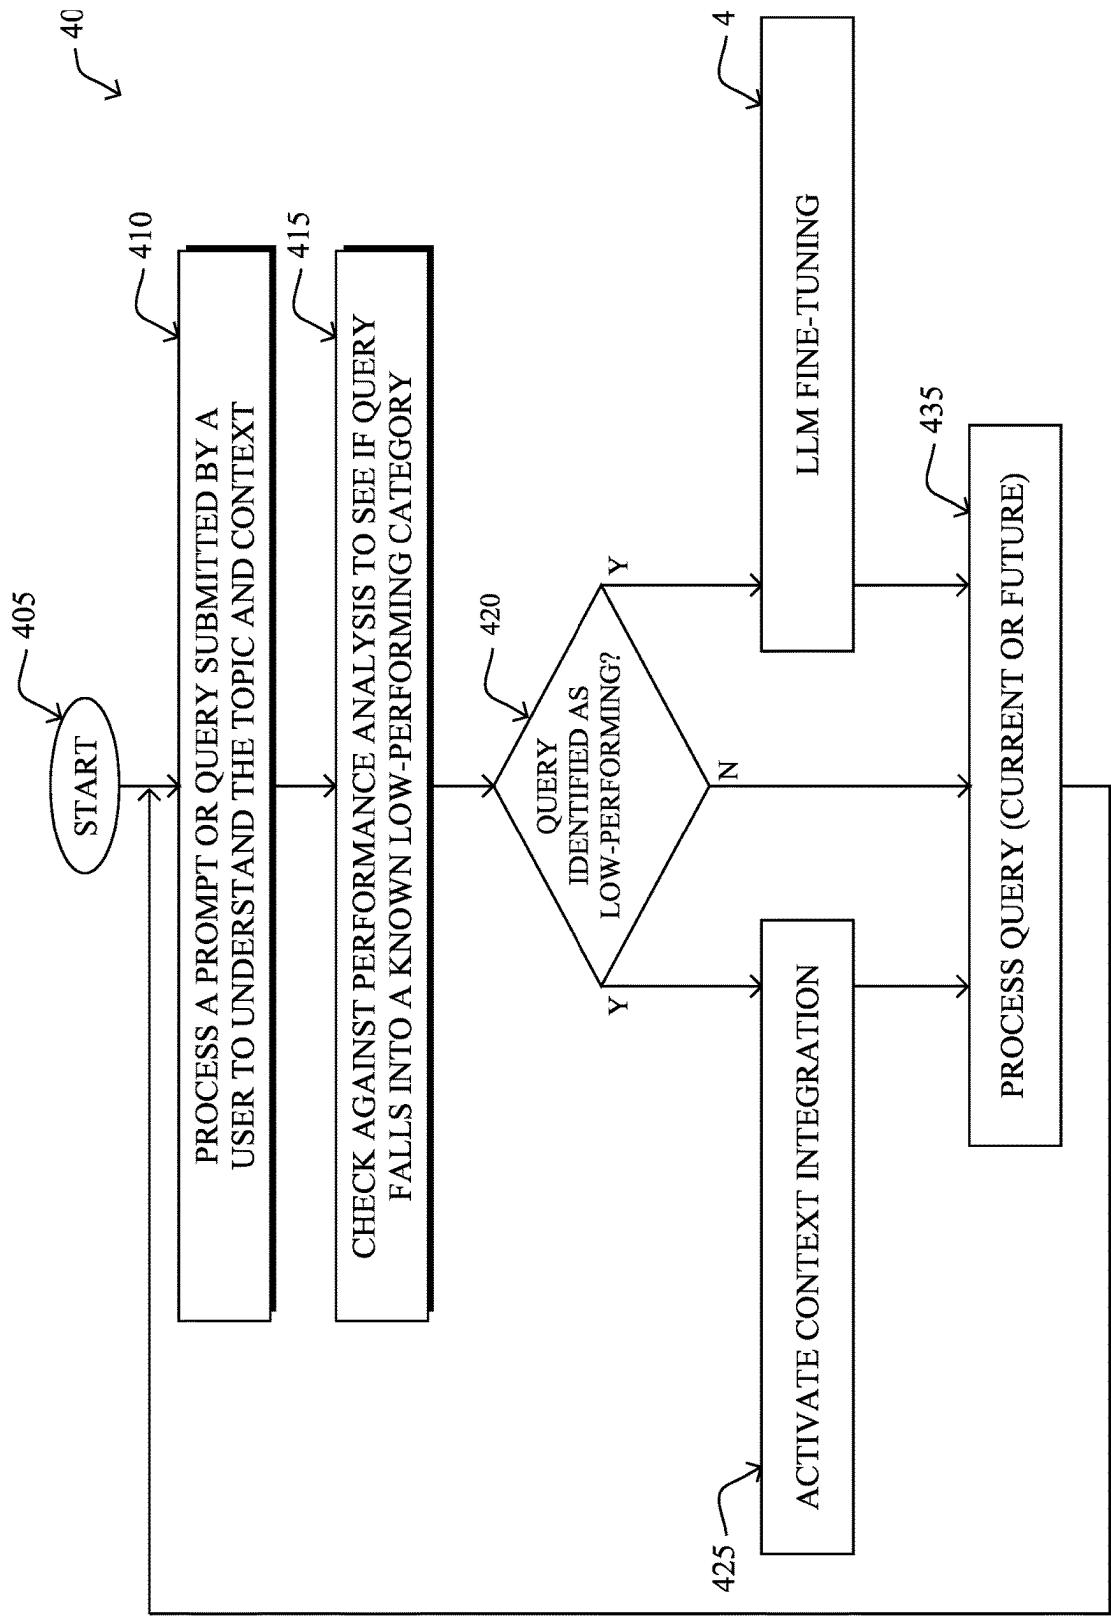 40
405
START
410
PROCESS A PROMPT OR QUERY SUBMITTED BY A
USER TO UNDERSTAND THE TOPIC AND CONTEXT
415
CHECK AGAINST PERFORMANCE ANALYSIS TO SEE IF QUERY
FALLS INTO A KNOWN LOW-PERFORMING CATEGORY
420
QUERY
IDENTIFIED AS
LOW-PERFORMING?
Y
N
Y
425
ACTIVATE CONTEXT INTEGRATION
4
LLM FINE-TUNING
435
PROCESS QUERY (CURRENT OR FUTURE)